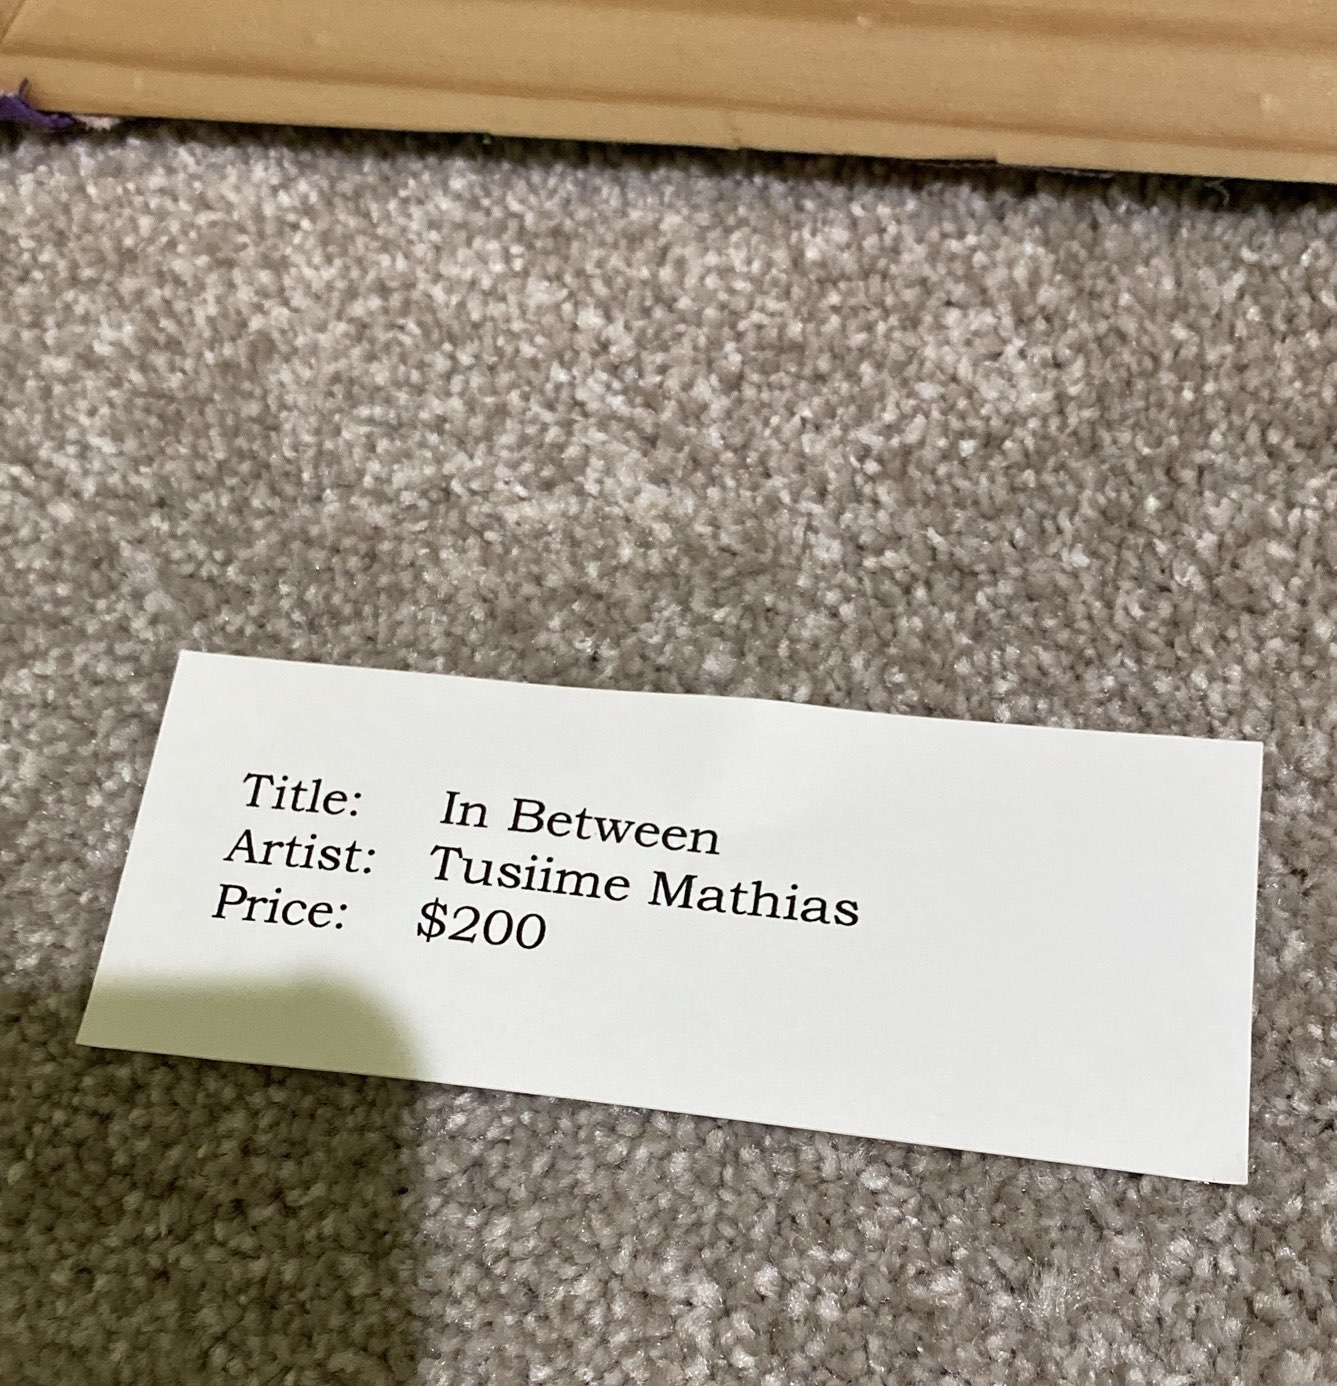 Title: In Between
Artist: Tusiime Mathias
Price: $200